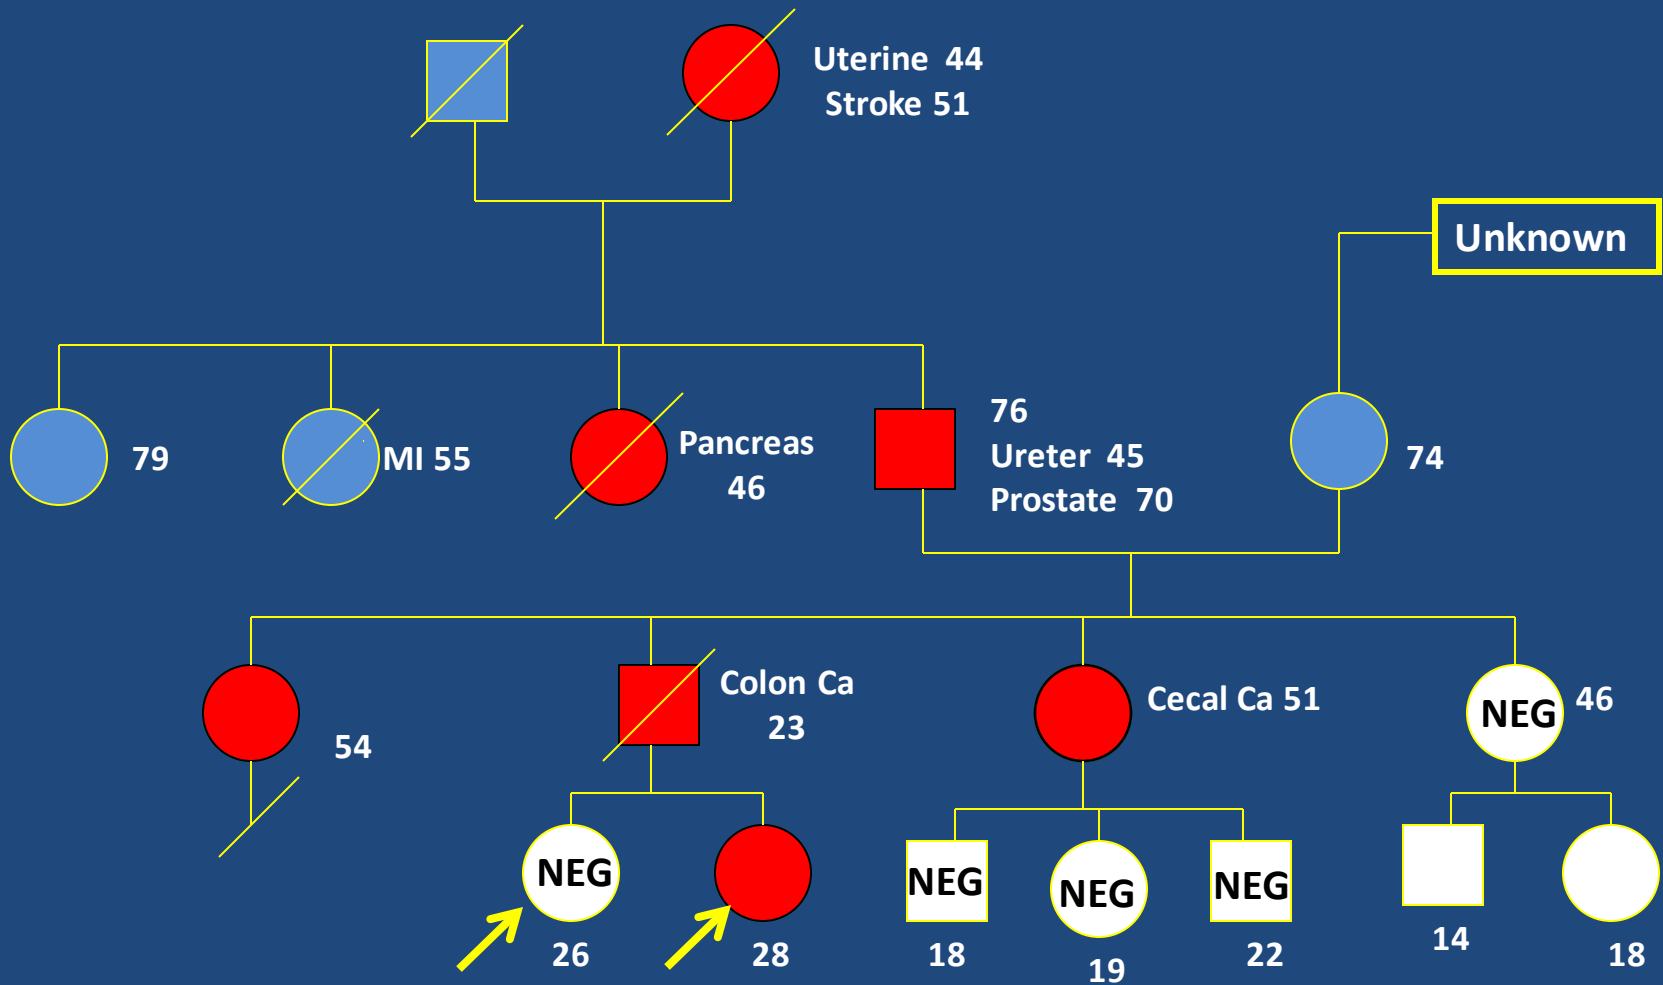 Uterine 44
Stroke 51
Unknown
79
MI 55
Pancreas
46
76
Ureter 45
Prostate 70
74
54
Colon Ca
23
Cecal Ca 51
NEG
46
NEG
26
28
NEG
18
NEG
19
NEG
22
14
18